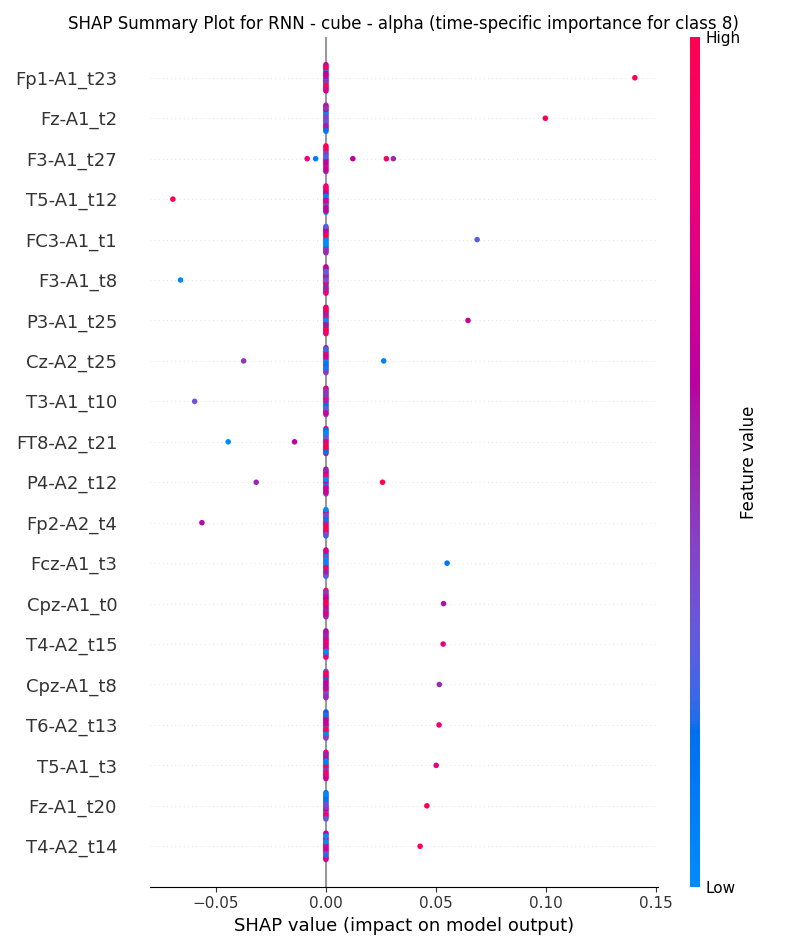 SHAP Summary Plot for RNN - cube - alpha (time-specific importance for class 8)
High
Fp1-A1_t23
Fz-A1_t2
F3-A1_t27
T5-A1_t12
FC3-A1_t1
F3-A1_t8
P3-A1_t25
Cz-A2_t25
T3-A1_t10
FT8-A2_t21
P4-A2_t12
Fp2-A2_t4
Fcz-A1_t3
Cpz-A1_t0
T4-A2_t15
Cpz-A1_t8
T6-A2_t13
T5-A1_t3
Fz-A1_t20
T4-A2_t14
Feature value
Low
−0.05 0.00 0.05 0.10 0.15
SHAP value (impact on model output)